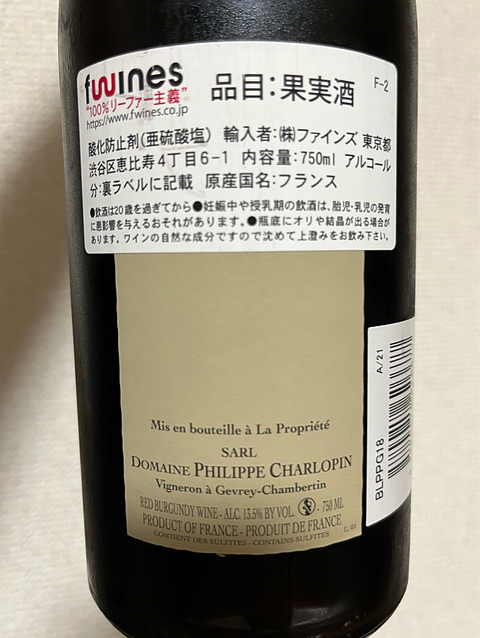 fwines
"100%リーファー主義"
https://www.fwines.co.jp
品目:果実酒
F-2
酸化防止剤(亜硫酸塩) 輸入者:㈱ファインズ 東京都
渋谷区恵比寿4丁目6-1 内容量:750ml アルコール
分:裏ラベルに記載 原産国名:フランス
●飲酒は20歳を過ぎてから●妊娠中や授乳期の飲酒は、胎児・乳児の発育
に悪影響を与えるおそれがあります。●瓶底にオリや結晶が出る場合が
あります。ワインの自然な成分ですので沈めて上澄みをお飲み下さい。
A/21
BLPPG18
Mis en bouteille à La Propriété
SARL
DOMAINE PHILIPPE CHARLOPIN
Vigneron à Gevrey-Chambertin
RED BURGUNDY WINE - ALC. 13.5% BY VOL. - 750 ML
PRODUCT OF FRANCE - PRODUIT DE FRANCE
CONTIENT DES SULFITES - CONTAINS SULFITES
L. 01